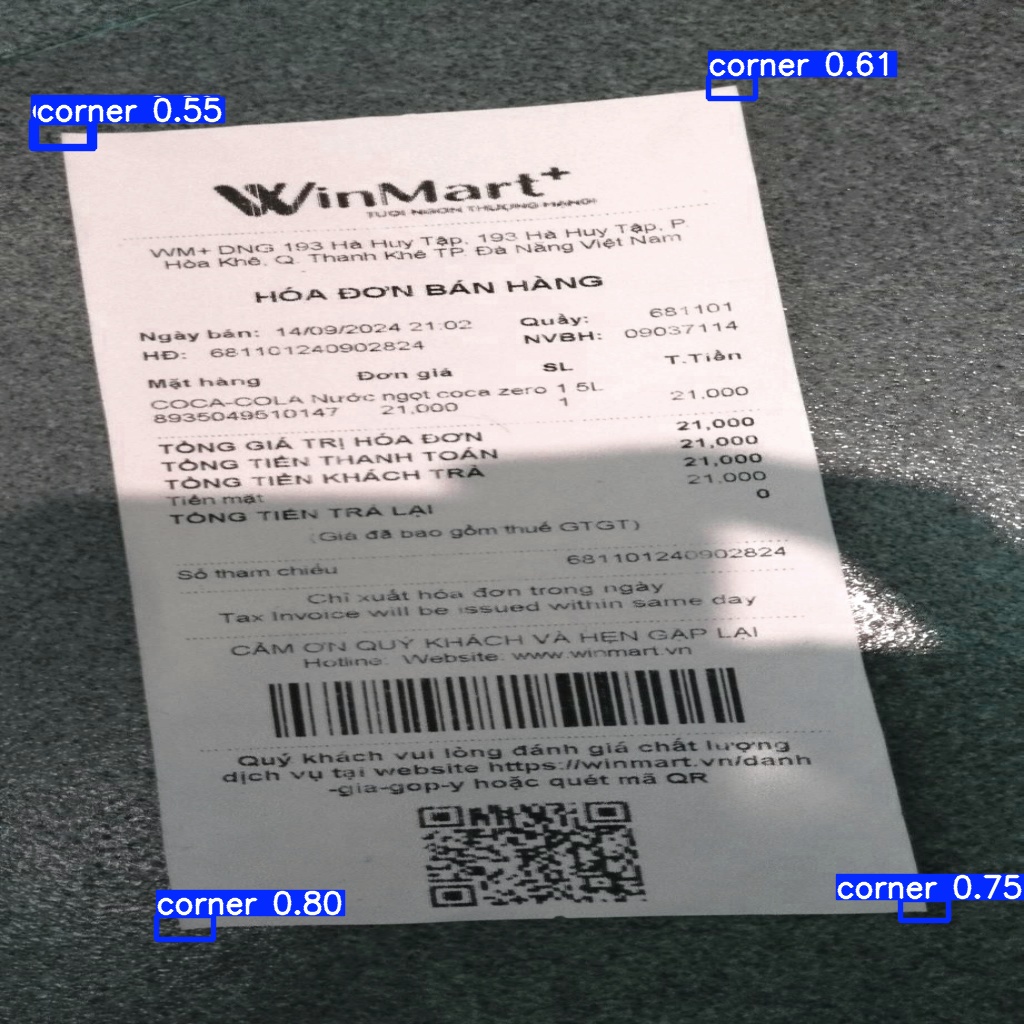 corner 0.61
corner 0.55
WinMart+
TƯƠI NGON THƯỢNG HẠNG!
WM+ DNG 193 Hà Huy Tập, 193 Hà Huy Tập, P.
Hòa Khê, Q. Thanh Khê TP. Đà Nẵng Việt Nam
HÓA ĐƠN BÁN HÀNG
Ngày bán: 14/09/2024 21:02 Quầy: 681101
HĐ: 681101240902824 NVBH: 09037114
Mặt hàng Đơn giá SL T.Tiền
COCA-COLA Nước ngọt coca zero 1.5L
8935049510147 21,000 1 21,000
TỔNG GIÁ TRỊ HÓA ĐƠN 21,000
TỔNG TIỀN THANH TOÁN 21,000
TỔNG TIỀN KHÁCH TRẢ 21,000
Tiền mặt 21,000
TỔNG TIỀN TRẢ LẠI 0
(Giá đã bao gồm thuế GTGT)
Số tham chiếu 681101240902824
Chỉ xuất hóa đơn trong ngày
Tax Invoice will be issued within same day
CẢM ƠN QUÝ KHÁCH VÀ HẸN GẶP LẠI
Hotline: Website: www.winmart.vn
Quý khách vui lòng đánh giá chất lượng
dịch vụ tại website https://winmart.vn/danh
-gia-gop-y hoặc quét mã QR
corner 0.80
corner 0.75